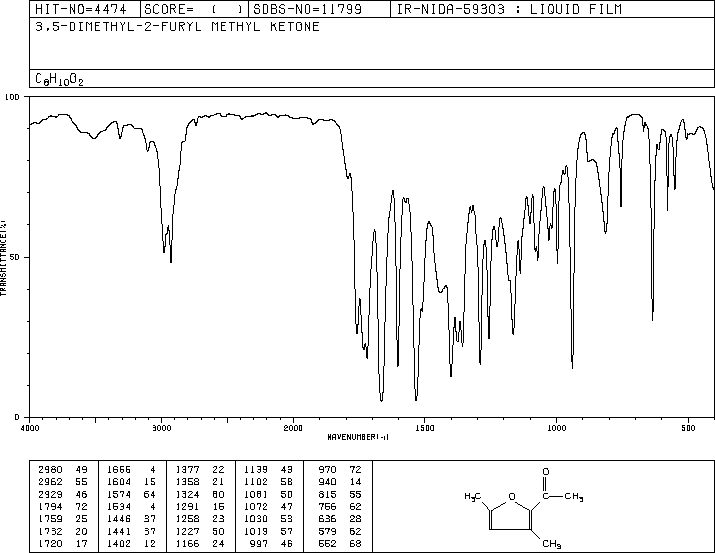 HIT-NO=4474 SCORE= ( ) SDBS-NO=11799 IR-NIDA-59303 : LIQUID FILM
3,5-DIMETHYL-2-FURYL METHYL KETONE
C8H10O2
100
50
0
TRANSMITTANCE(%)
4000 3000 2000 1500 1000 500
WAVENUMBER(-1)
2980 49 1666 4 1377 22 1139 43 970 72
2962 55 1604 15 1358 21 1102 58 940 14
2929 46 1574 64 1324 60 1081 50 815 55
1794 72 1534 4 1291 16 1072 47 756 62
1759 25 1446 37 1258 23 1030 53 636 28
1732 20 1441 37 1227 50 1019 57 579 62
1720 17 1402 12 1166 24 997 46 552 68
O
H3C O CH3
CH3